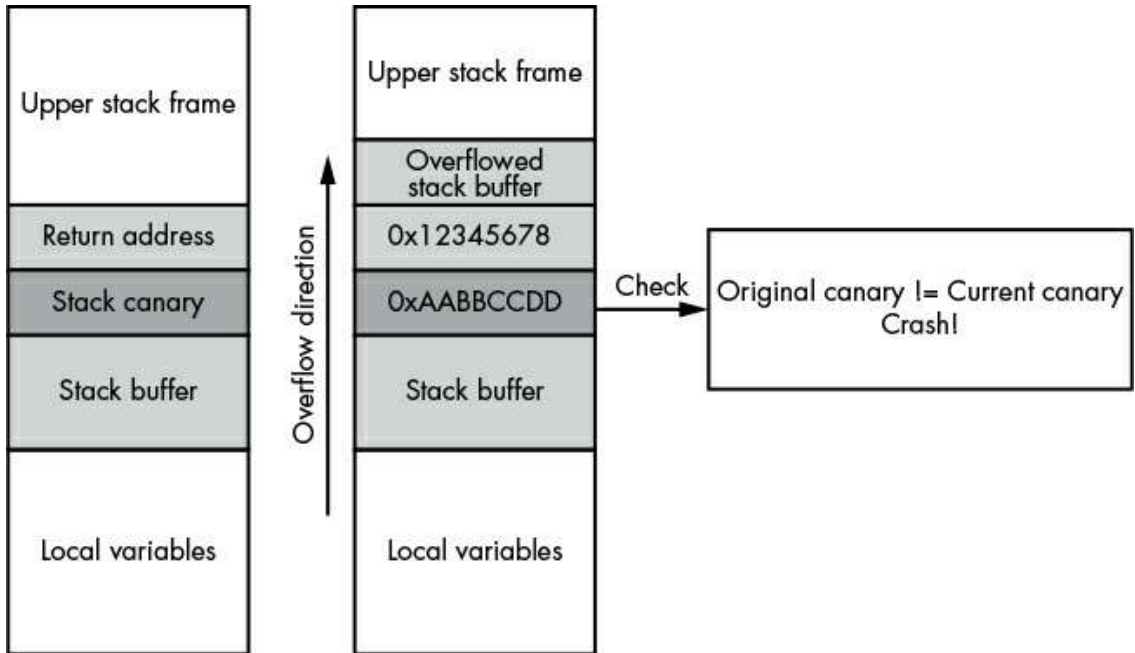 Upper stack frame
Return address
Stack canary
Stack buffer
Local variables
Overflow direction
Upper stack frame
Overflowed
stack buffer
0x12345678
0xAABBCCDD
Stack buffer
Local variables
Check
Original canary != Current canary
Crash!